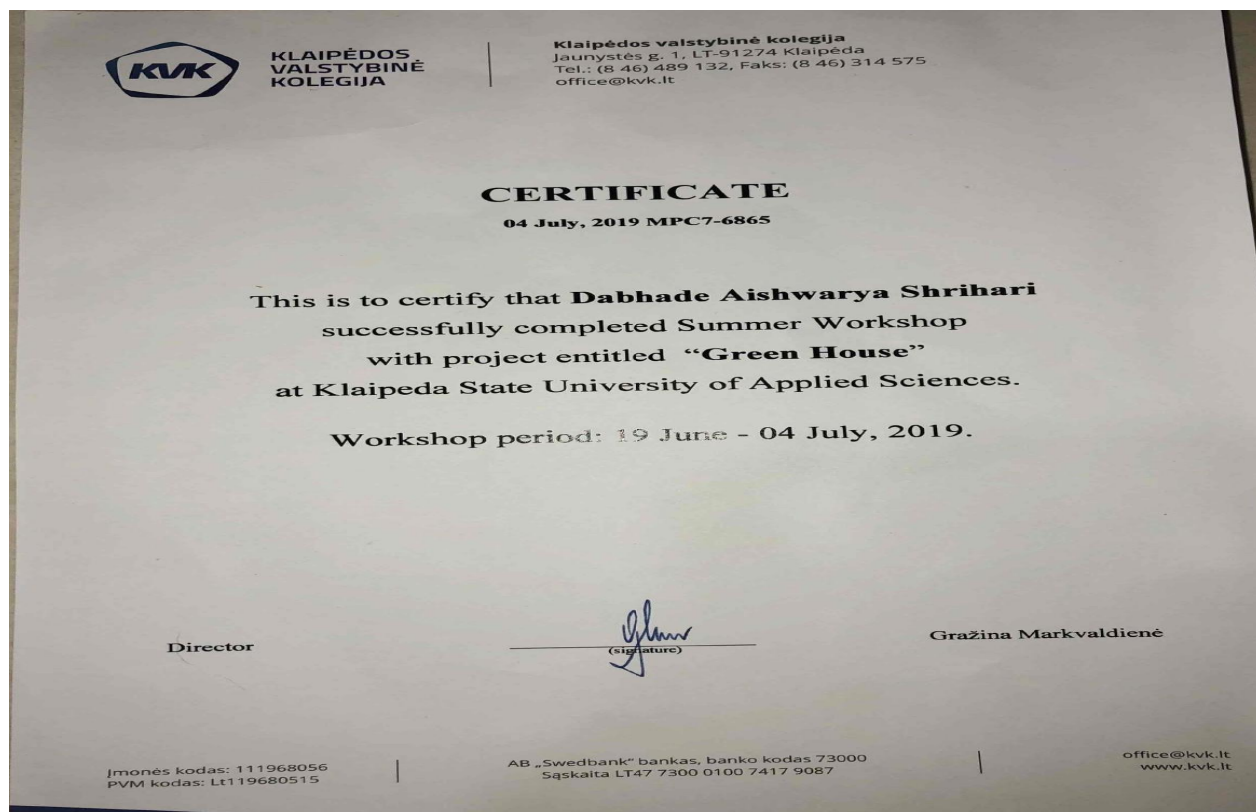 KVK
KLAIPĖDOS
VALSTYBINĖ
KOLEGIJA
Klaipėdos valstybinė kolegija
Jaunystės g. 1, LT-91274 Klaipėda
Tel.: (8 46) 489 132, Faks: (8 46) 314 575
office@kvk.lt
CERTIFICATE
04 July, 2019 MPC7-6865
This is to certify that Dabhade Aishwarya Shrihari
successfully completed Summer Workshop
with project entitled “Green House”
at Klaipeda State University of Applied Sciences.
Workshop period: 19 June - 04 July, 2019.
Director
(signature)
Gražina Markvaldienė
Įmonės kodas: 111968056
PVM kodas: Lt119680515
AB „Swedbank“ bankas, banko kodas 73000
Sąskaita LT47 7300 0100 7417 9087
office@kvk.lt
www.kvk.lt